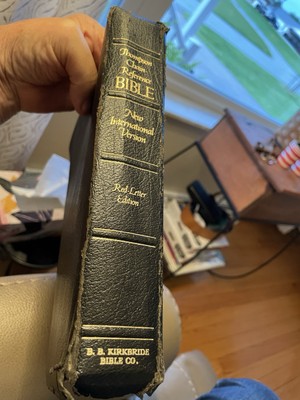 Thompson
Chain
Reference
BIBLE
New
International
Version
Red Letter
Edition
B. B. KIRKBRIDE
BIBLE CO.